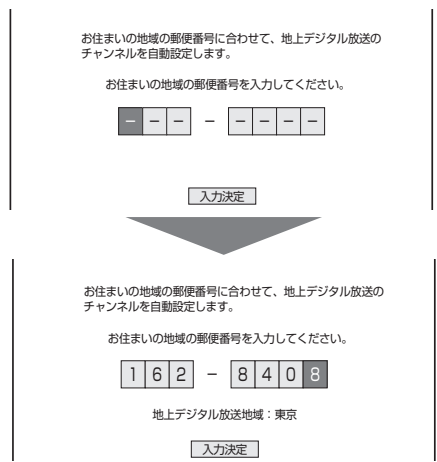 お住まいの地域の郵便番号に合わせて、地上デジタル放送の
チャンネルを自動設定します。
お住まいの地域の郵便番号を入力してください。
– – – – – – – –
入力決定
お住まいの地域の郵便番号に合わせて、地上デジタル放送の
チャンネルを自動設定します。
お住まいの地域の郵便番号を入力してください。
1 6 2 – 8 4 0 8
地上デジタル放送地域：東京
入力決定